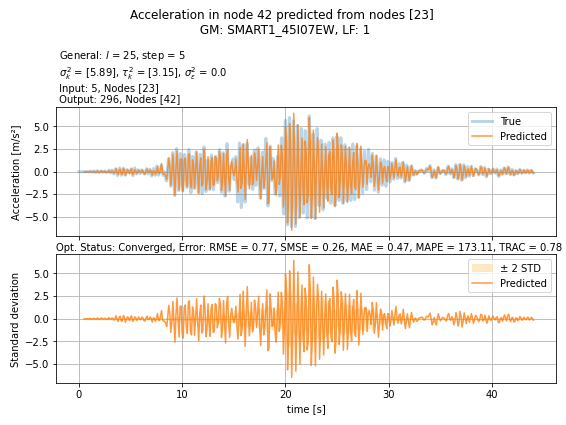 Acceleration in node 42 predicted from nodes [23]
GM: SMART1_45I07EW, LF: 1
General: l = 25, step = 5
σ²ₖ = [5.89], τ²ₖ = [3.15], σ²ε = 0.0
Input: 5, Nodes [23]
Output: 296, Nodes [42]
Acceleration [m/s²]
5.0
2.5
0.0
−2.5
−5.0
True
Predicted
Opt. Status: Converged, Error: RMSE = 0.77, SMSE = 0.26, MAE = 0.47, MAPE = 173.11, TRAC = 0.78
Standard deviation
5.0
2.5
0.0
−2.5
−5.0
± 2 STD
Predicted
0 10 20 30 40
time [s]